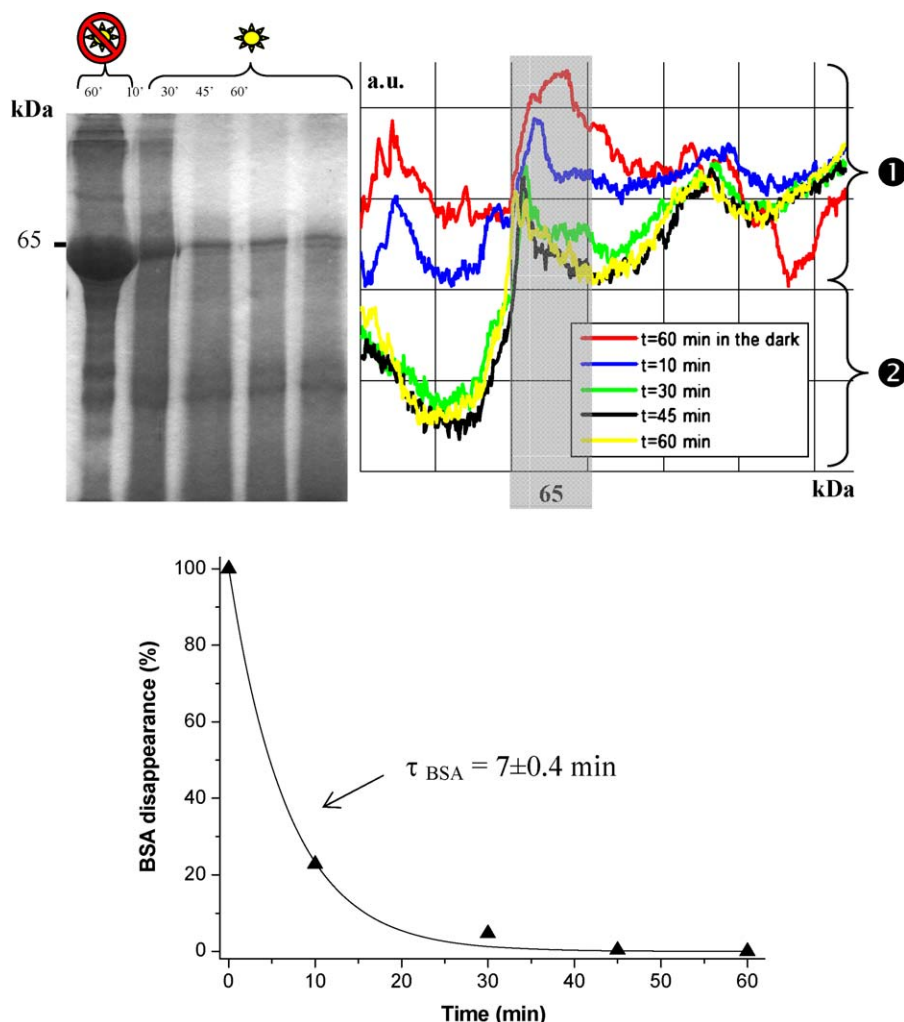 60’ 10’ 30’ 45’ 60’
kDa
65
a.u.
❶
❷
t=60 min in the dark
t=10 min
t=30 min
t=45 min
t=60 min
65
kDa
100
80
60
40
20
0
BSA disappearance (%)
τ BSA = 7±0.4 min
0 10 20 30 40 50 60
Time (min)